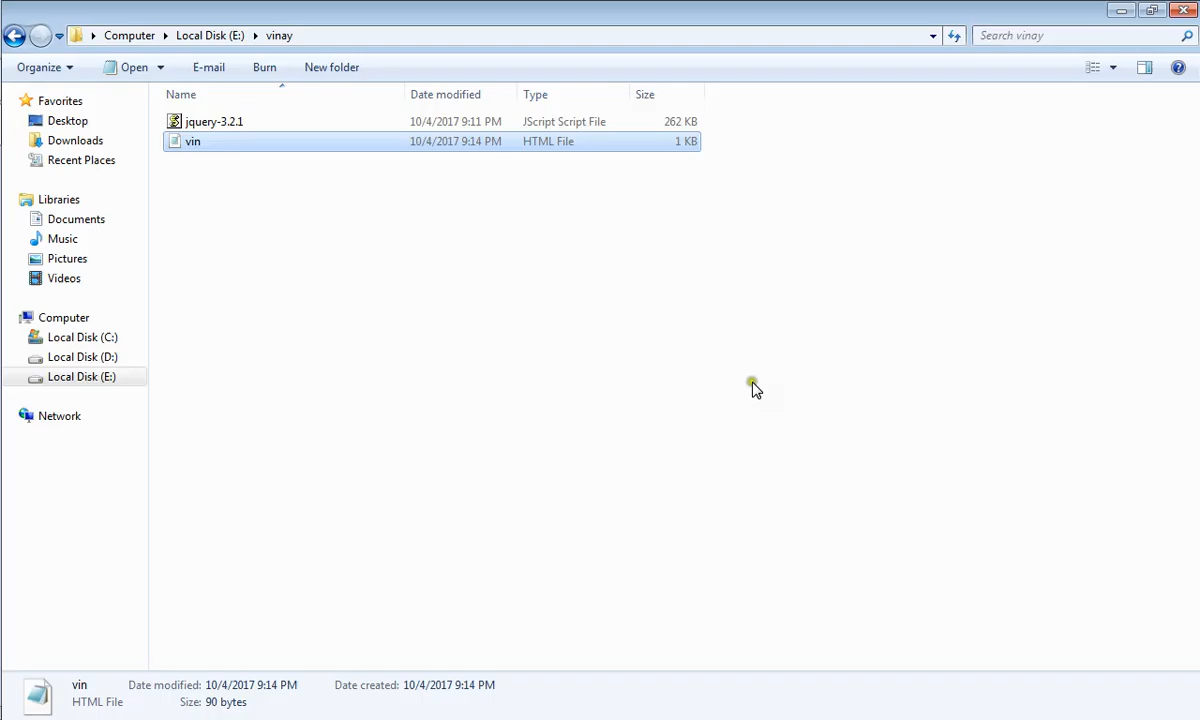 Computer Local Disk (E:) vinay Search vinay
Organize Open E-mail Burn New folder
Name Date modified Type Size
jquery-3.2.1 10/4/2017 9:11 PM JScript Script File 262 KB
vin 10/4/2017 9:14 PM HTML File 1 KB
Favorites
Desktop
Downloads
Recent Places
Libraries
Documents
Music
Pictures
Videos
Computer
Local Disk (C:)
Local Disk (D:)
Local Disk (E:)
Network
vin Date modified: 10/4/2017 9:14 PM Date created: 10/4/2017 9:14 PM
HTML File Size: 90 bytes